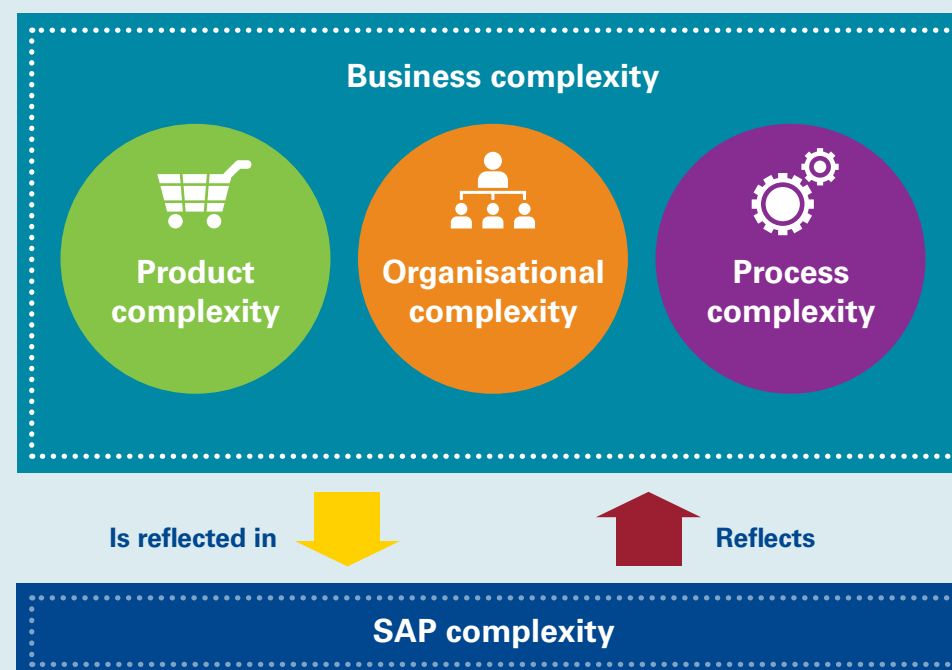 Business complexity
Product
complexity
Organisational
complexity
Process
complexity
Is reflected in
Reflects
SAP complexity